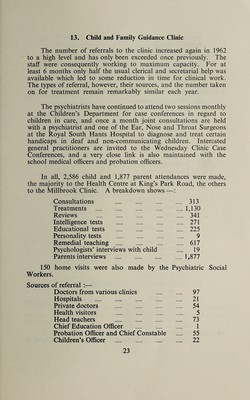 13. Child and Family Guidance Clinic
The number of referrals to the clinic increased again in 1962
to a high level and has only been exceeded once previously. The
staff were consequently working to maximum capacity. For at
least 6 months only half the usual clerical and secretarial help was
available which led to some reduction in time for clinical work.
The types of referral, however, their sources, and the number taken
on for treatment remain remarkably similar each year.
The psychiatrists have continued to attend two sessions monthly
at the Children's Department for case conferences in regard to
children in care, and once a month joint consultations are held
with a psychiatrist and one of the Ear, Nose and Throat Surgeons
at the Royal South Hants Hospital to diagnose and treat certain
handicaps in deaf and non-communicating children. Interested
general practitioners are invited to the Wednesday Clinic Case
Conferences, and a very close link is also maintained with the
school medical officers and probation officers.
In all, 2,586 child and 1,877 parent attendances were made,
the majority to the Health Centre at King's Park Road, the others
to the Millbrook Clinic. A breakdown shows —:
Consultations .... .... .... .... 313
Treatments .... .... .... .... 1,130
Reviews .... .... .... .... 341
Intelligence tests .... .... .... 271
Educational tests .... .... .... 225
Personality tests .... .... .... 9
Remedial teaching .... .... .... 617
Psychologists' interviews with child .... 19
Parents interviews .... .... .... 1,877
150 home visits were also made by the Psychiatric Social
Workers.
Sources of referral :—
Doctors from various clinics .... .... 97
Hospitals .... .... .... .... 21
Private doctors .... .... .... 54
Health visitors .... .... .... 5
Head teachers .... .... .... 73
Chief Education Officer .... .... 1
Probation Officer and Chief Constable .... 55
Children's Officer .... .... .... 22
23